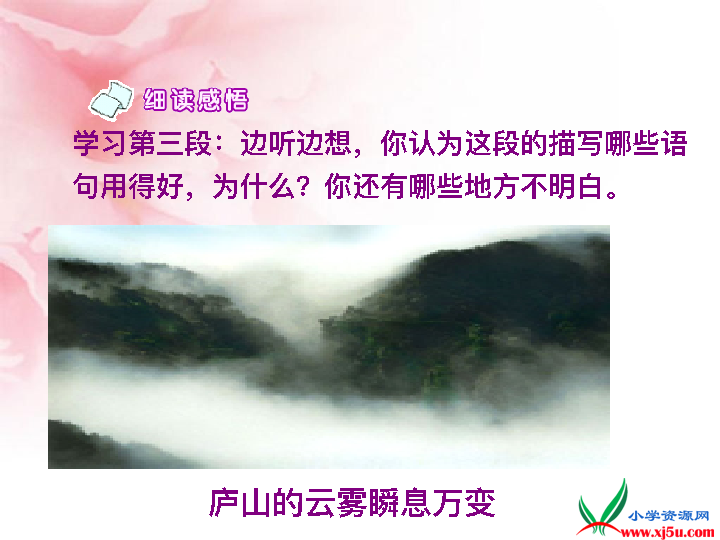 细读感悟
学习第三段：边听边想，你认为这段的描写哪些语
句用得好，为什么？你还有哪些地方不明白。
庐山的云雾瞬息万变
小学资源网
www.xj5u.com